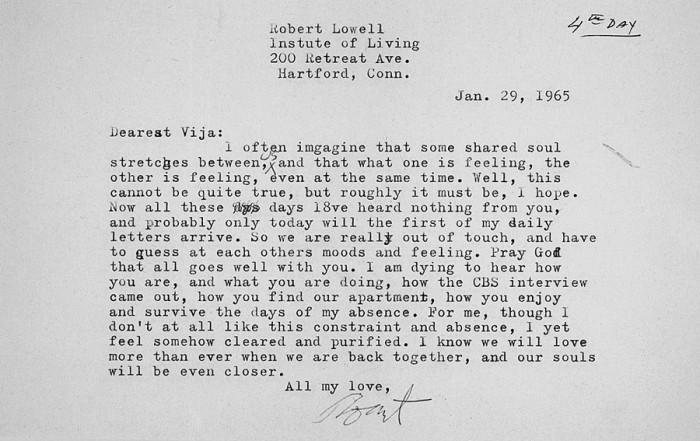 Robert Lowell
4th DAY
Instute of Living
200 Retreat Ave.
Hartford, Conn.
Jan. 29, 1965
Dearest Vija:
I often imgagine that some shared soul
us
stretches between, and that what one is feeling, the
other is feeling, even at the same time. Well, this
cannot be quite true, but roughly it must be, I hope.
Now all these days 18ve heard nothing from you,
and probably only today will the first of my daily
letters arrive. So we are really out of touch, and have
to guess at each others moods and feeling. Pray God
that all goes well with you. I am dying to hear how
you are, and what you are doing, how the CBS interview
came out, how you find our apartment, how you enjoy
and survive the days of my absence. For me, though I
don't at all like this constraint and absence, I yet
feel somehow cleared and purified. I know we will love
more than ever when we are back together, and our souls
will be even closer.
All my love,